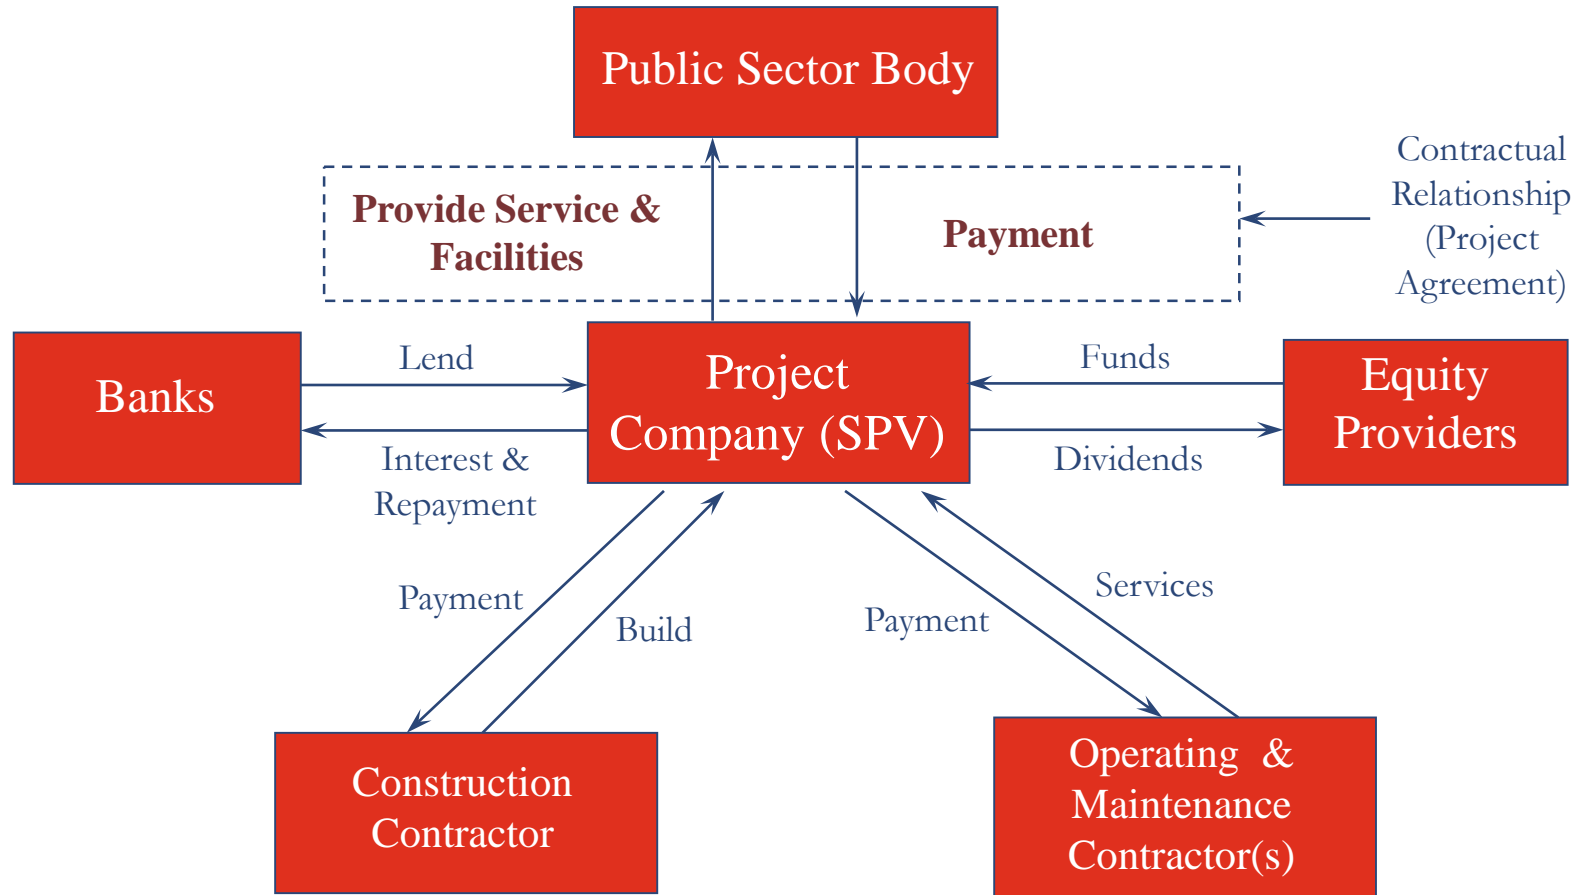 Public Sector Body
Contractual
Relationship
(Project
Agreement)
Provide Service &
Facilities
Payment
Banks
Lend
Interest &
Repayment
Project
Company (SPV)
Funds
Dividends
Equity
Providers
Payment
Build
Payment
Services
Construction
Contractor
Operating &
Maintenance
Contractor(s)